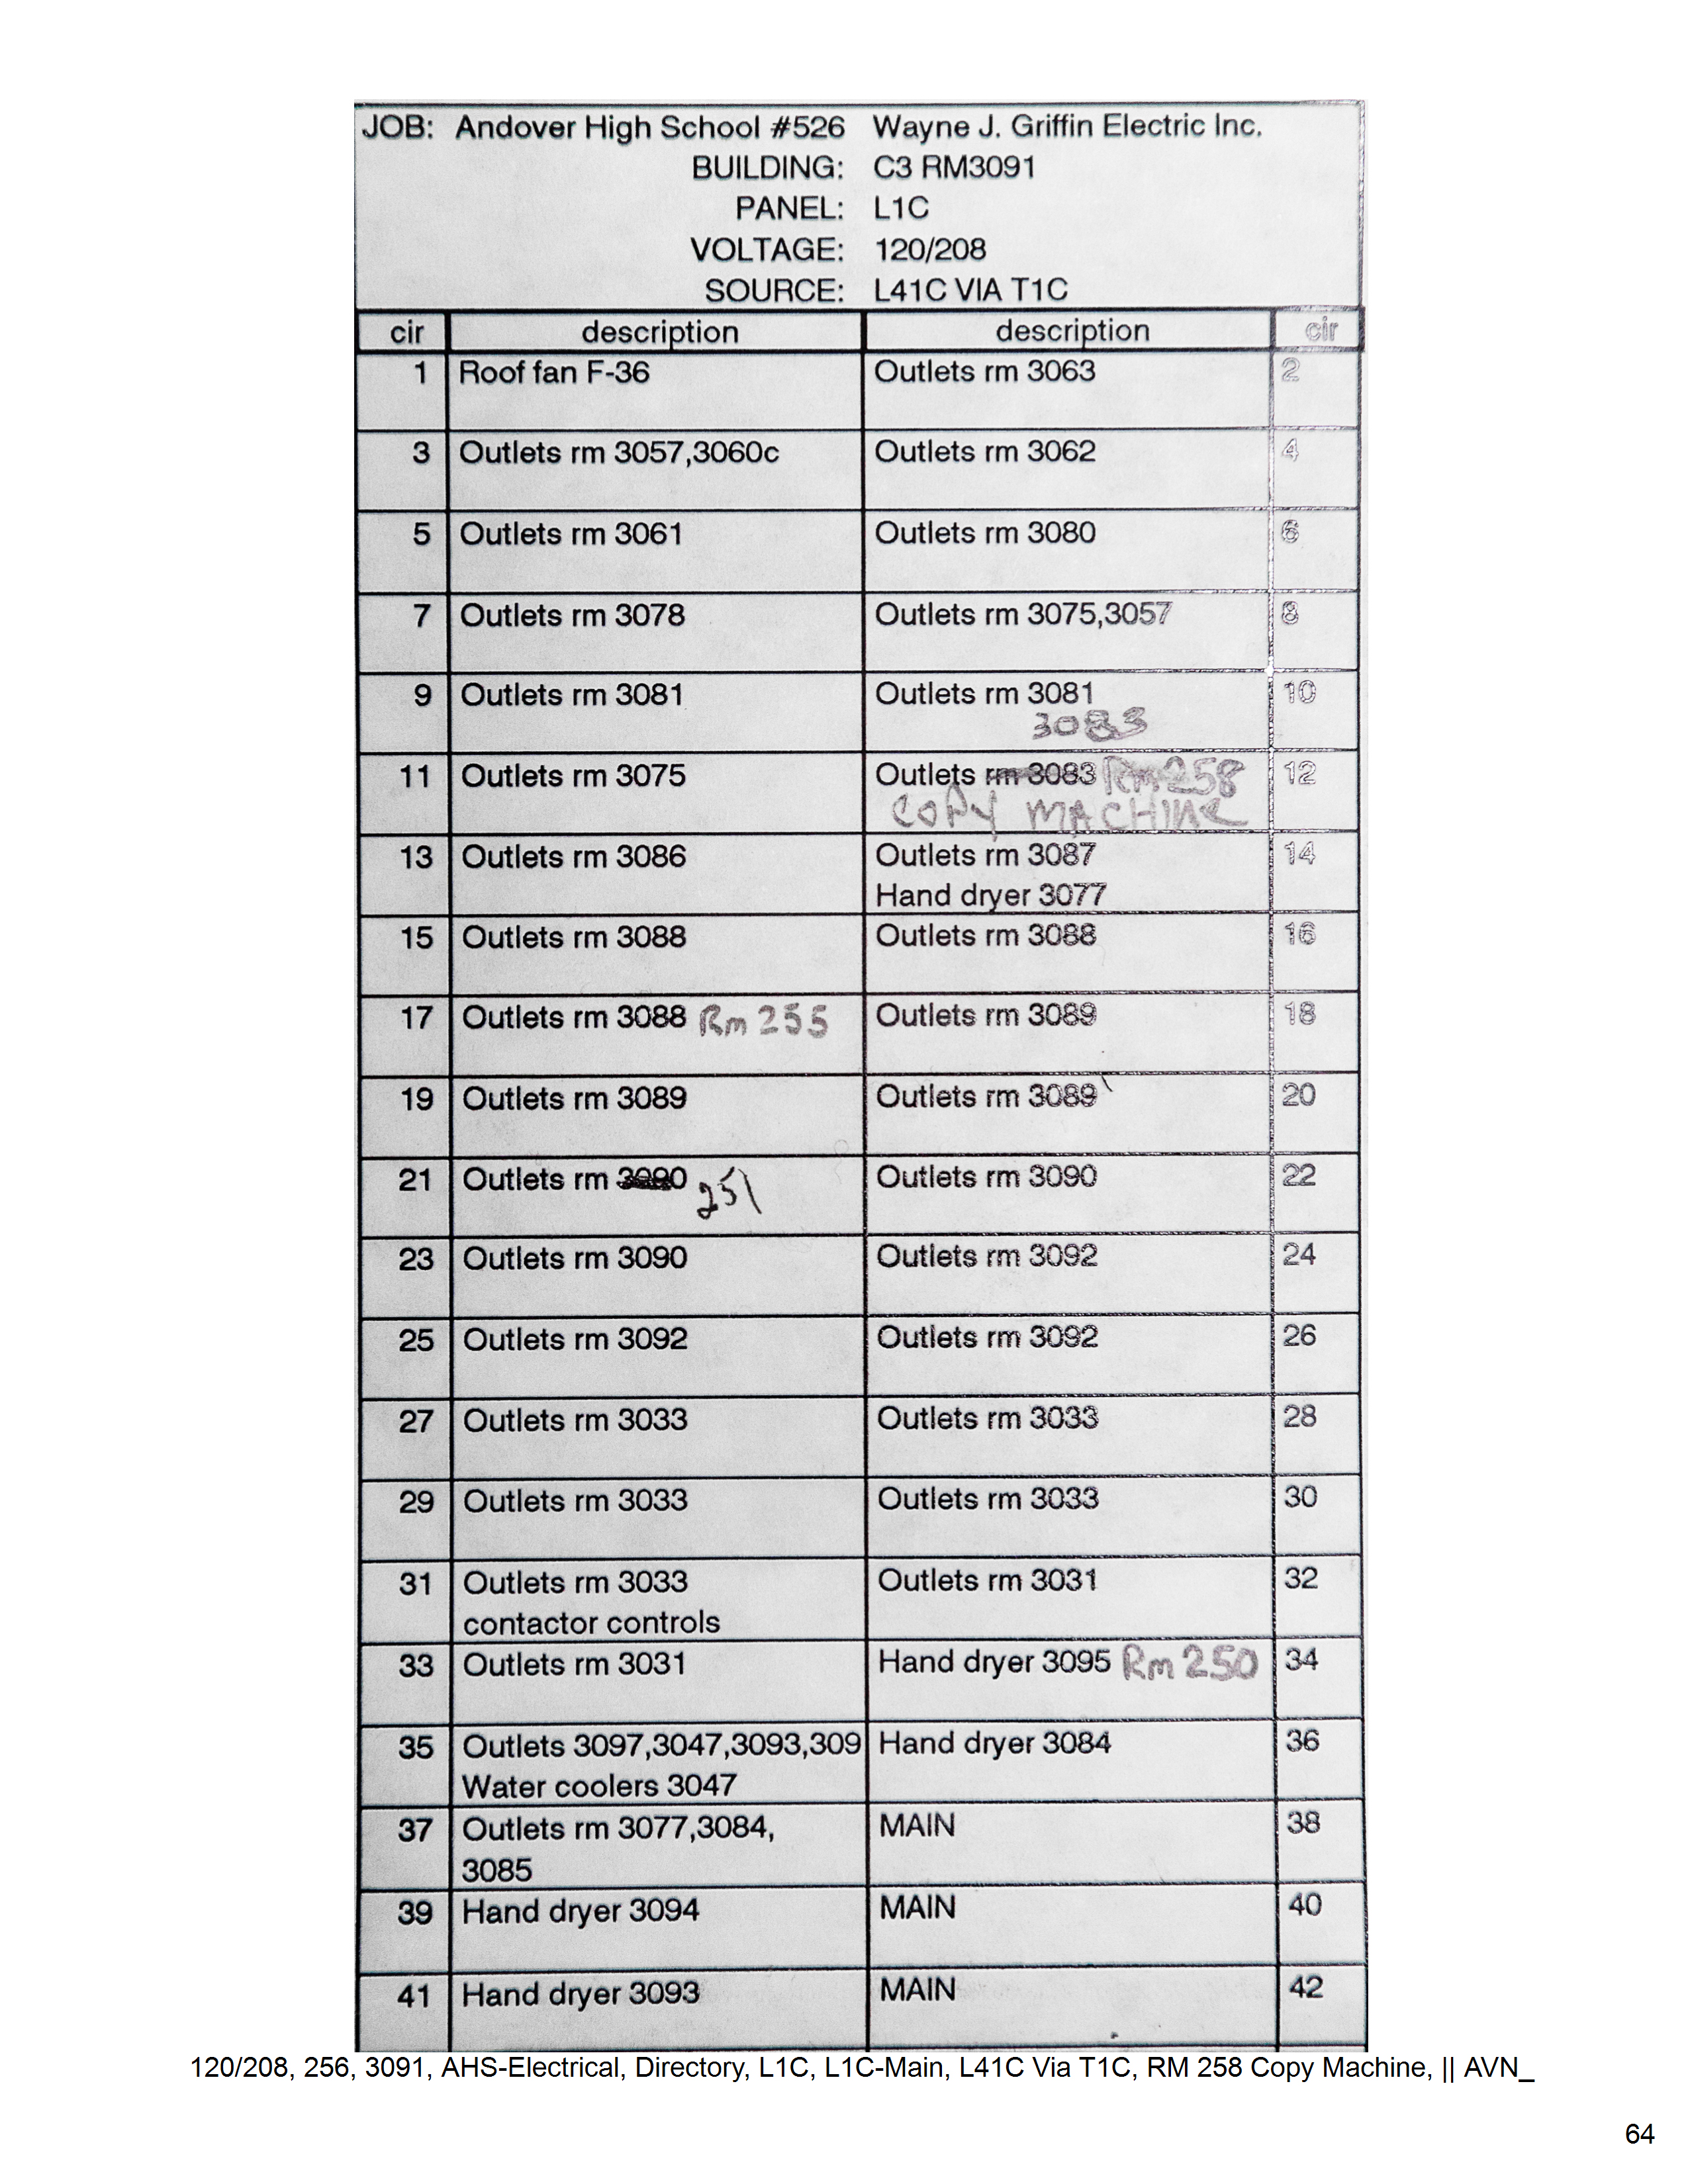 JOB: Andover High School #526 Wayne J. Griffin Electric Inc.
BUILDING: C3 RM3091
PANEL: L1C
VOLTAGE: 120/208
SOURCE: L41C VIA T1C
cir description description cir
1 Roof fan F-36 Outlets rm 3063 2
3 Outlets rm 3057,3060c Outlets rm 3062 4
5 Outlets rm 3061 Outlets rm 3080 6
7 Outlets rm 3078 Outlets rm 3075,3057 8
9 Outlets rm 3081 Outlets rm 3081 10
3083
11 Outlets rm 3075 Outlets rm 3083 Rm 258 12
COPY MACHINE
13 Outlets rm 3086 Outlets rm 3087 14
Hand dryer 3077
15 Outlets rm 3088 Outlets rm 3088 16
17 Outlets rm 3088 Rm 255 Outlets rm 3089 18
19 Outlets rm 3089 Outlets rm 3089 20
21 Outlets rm 251 Outlets rm 3090 22
23 Outlets rm 3090 Outlets rm 3092 24
25 Outlets rm 3092 Outlets rm 3092 26
27 Outlets rm 3033 Outlets rm 3033 28
29 Outlets rm 3033 Outlets rm 3033 30
31 Outlets rm 3033 Outlets rm 3031 32
contactor controls
33 Outlets rm 3031 Hand dryer 3095 Rm 250 34
35 Outlets 3097,3047,3093,309 Hand dryer 3084 36
Water coolers 3047
37 Outlets rm 3077,3084, MAIN 38
3085
39 Hand dryer 3094 MAIN 40
41 Hand dryer 3093 MAIN 42
120/208, 256, 3091, AHS-Electrical, Directory, L1C, L1C-Main, L41C Via T1C, RM 258 Copy Machine, || AVN_
64